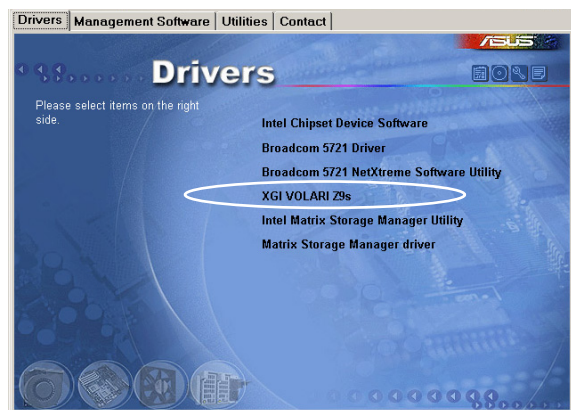 Drivers Management Software Utilities Contact
ASUS
Drivers
Please select items on the right
side.
Intel Chipset Device Software
Broadcom 5721 Driver
Broadcom 5721 NetXtreme Software Utility
XGI VOLARI Z9s
Intel Matrix Storage Manager Utility
Matrix Storage Manager driver